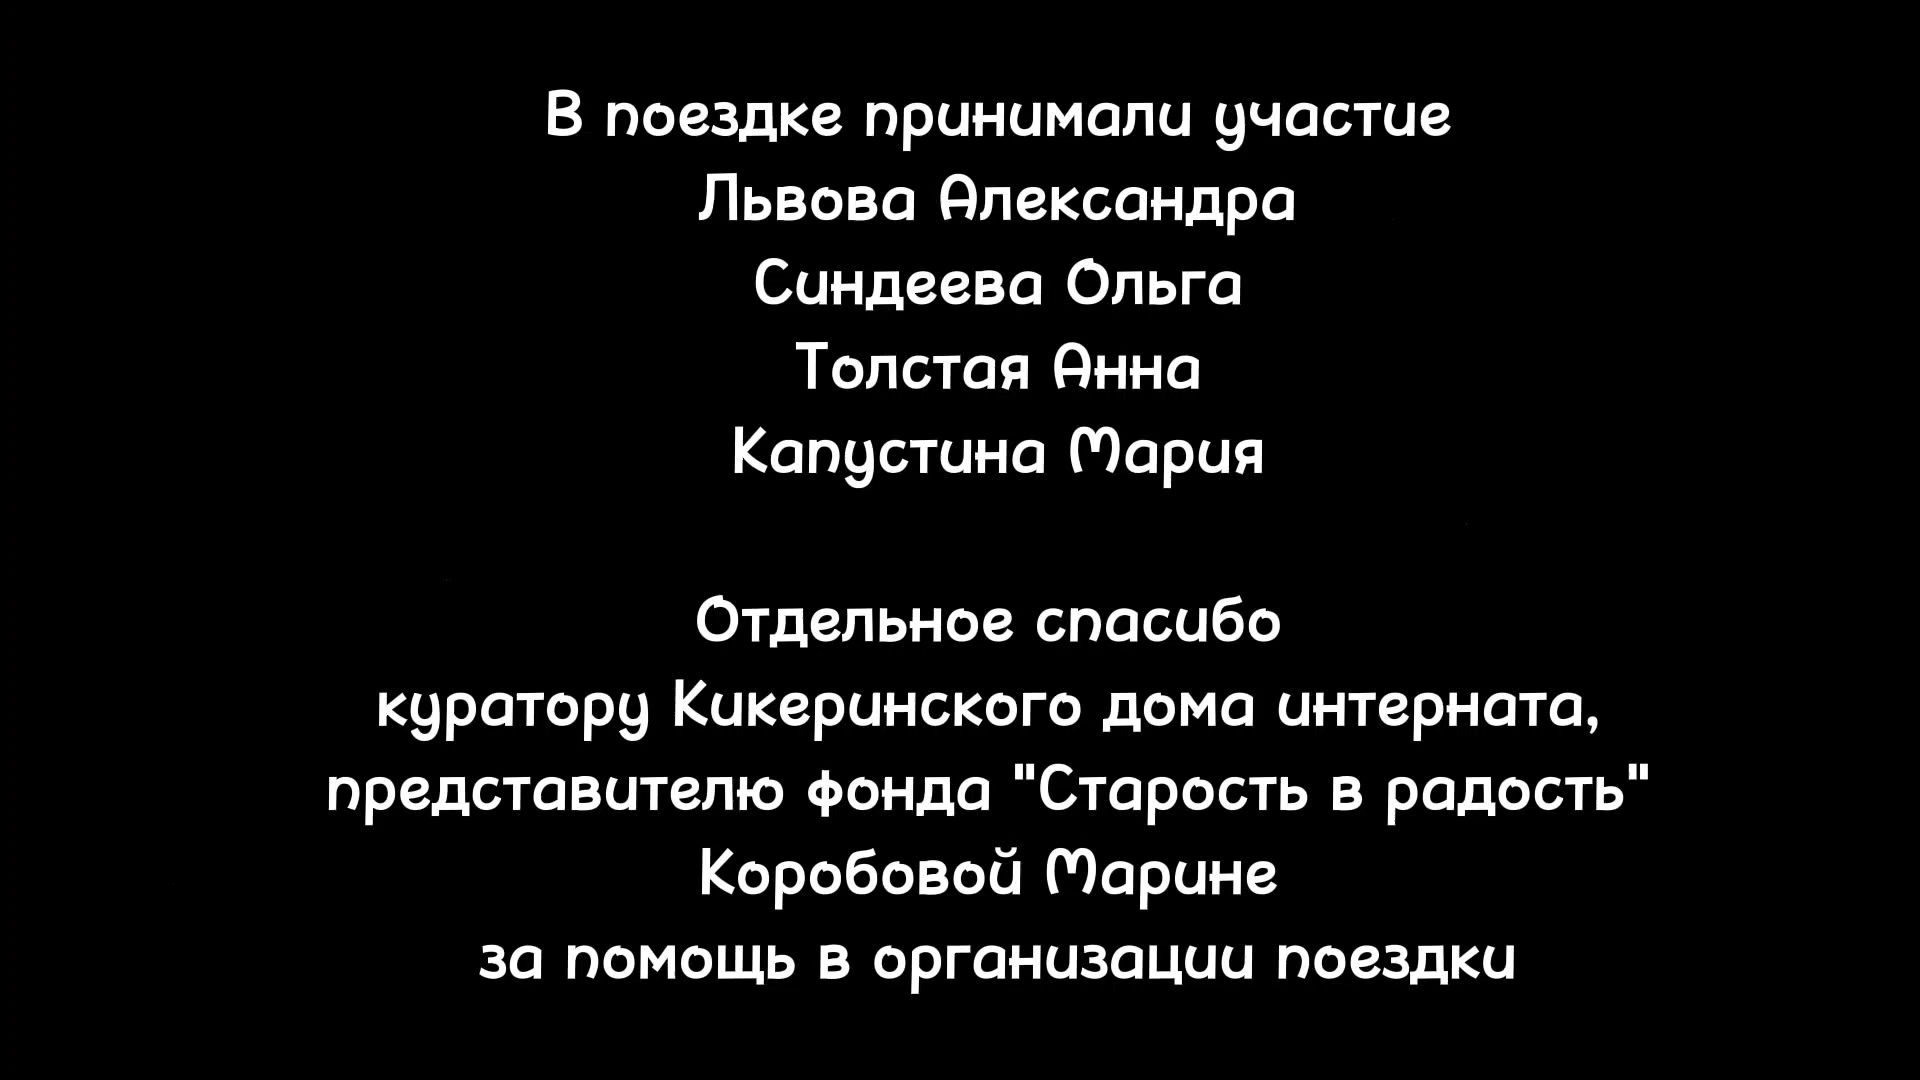 В поездке принимали участие
Львова Александра
Синдеева Ольга
Толстая Анна
Капустина Мария
Отдельное спасибо
куратору Кикеринского дома интерната,
представителю фонда "Старость в радость"
Коробовой Марине
за помощь в организации поездки